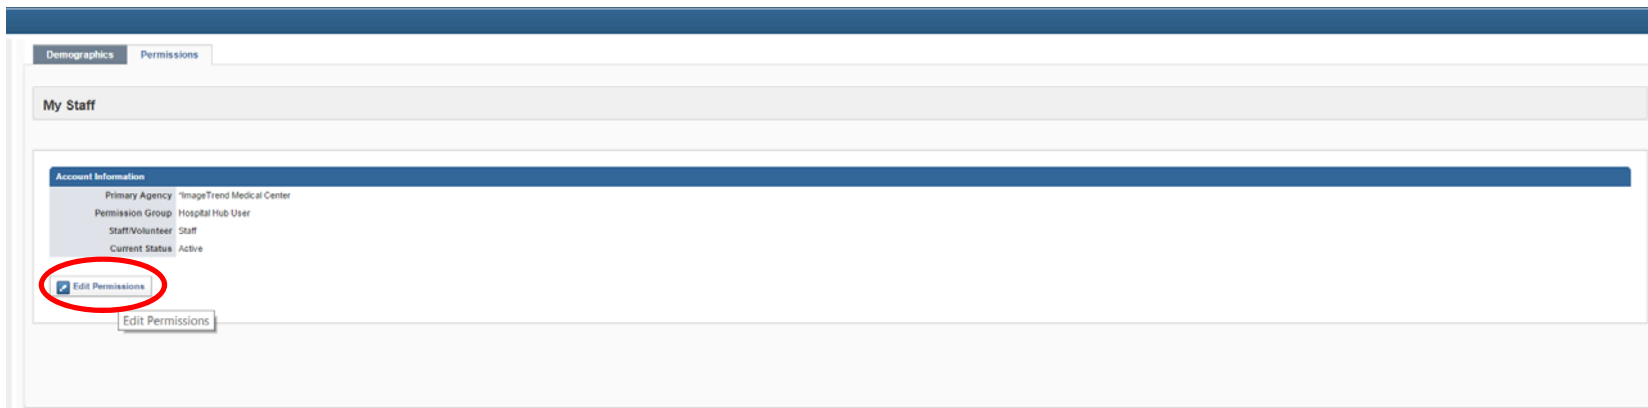 Demographics Permissions
My Staff
Account Information
Primary Agency *ImageTrend Medical Center
Permission Group Hospital Hub User
Staff/Volunteer Staff
Current Status Active
Edit Permissions
Edit Permissions